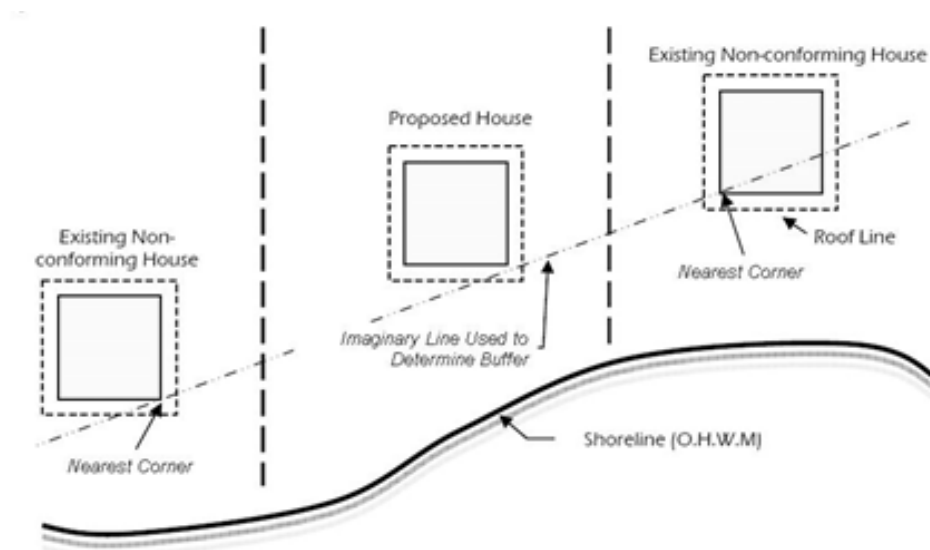 Existing Non-conforming House
Proposed House
Existing Non-
conforming House
Roof Line
Nearest Corner
Imaginary Line Used to
Determine Buffer
Shoreline (O.H.W.M)
Nearest Corner